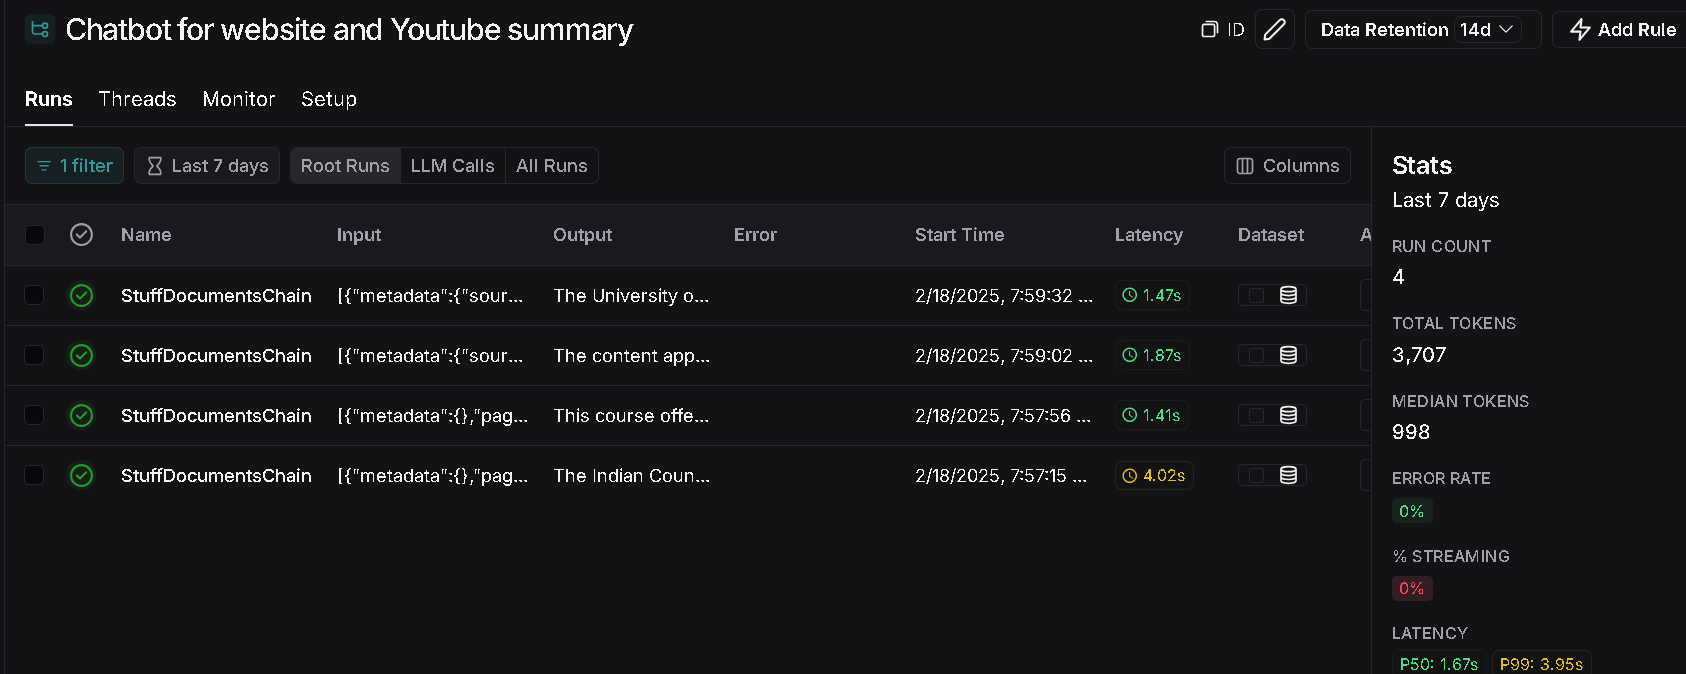 Chatbot for website and Youtube summary
ID
Data Retention 14d
Add Rule
Runs Threads Monitor Setup
1 filter Last 7 days Root Runs LLM Calls All Runs Columns
Name Input Output Error Start Time Latency Dataset A
StuffDocumentsChain [{"metadata":{"sour... The University o... 2/18/2025, 7:59:32 ... 1.47s
StuffDocumentsChain [{"metadata":{"sour... The content app... 2/18/2025, 7:59:02 ... 1.87s
StuffDocumentsChain [{"metadata":{},"pag... This course offe... 2/18/2025, 7:57:56 ... 1.41s
StuffDocumentsChain [{"metadata":{},"pag... The Indian Coun... 2/18/2025, 7:57:15 ... 4.02s
Stats
Last 7 days
RUN COUNT
4
TOTAL TOKENS
3,707
MEDIAN TOKENS
998
ERROR RATE
0%
% STREAMING
0%
LATENCY
P50: 1.67s P99: 3.95s